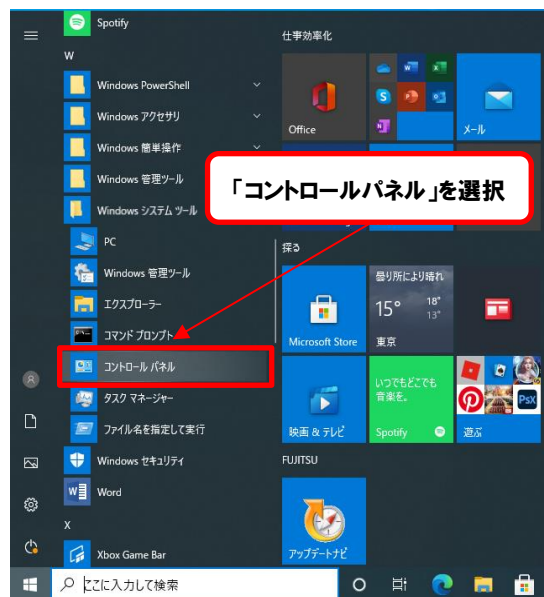 Spotify
W
Windows PowerShell
Windows アクセサリ
Windows 簡単操作
Windows 管理ツール
Windows システム ツール
PC
Windows 管理ツール
エクスプローラー
コマンド プロンプト
コントロール パネル
タスク マネージャー
ファイル名を指定して実行
Windows セキュリティ
Word
X
Xbox Game Bar
ここに入力して検索
「コントロールパネル」を選択
仕事効率化
Office
メール
探る
Microsoft Store
曇り所により晴れ
15° 18°
13°
東京
映画 & テレビ
いつでもどこでも
音楽を。
Spotify
PSX
遊ぶ
FUJITSU
アップデートナビ